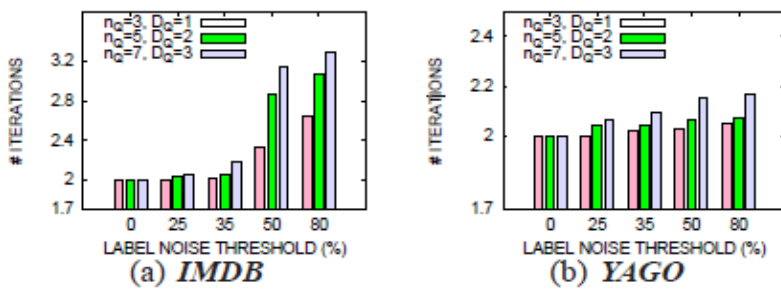 n_Q=3, D_Q=1
n_Q=5, D_Q=2
n_Q=7, D_Q=3
3.2
2.8
2.4
2
1.7
# ITERATIONS
0 25 35 50 80
LABEL NOISE THRESHOLD (%)
(a) IMDB
n_Q=3, D_Q=1
n_Q=5, D_Q=2
n_Q=7, D_Q=3
2.4
2.2
2
1.7
# ITERATIONS
0 25 35 50 80
LABEL NOISE THRESHOLD (%)
(b) YAGO